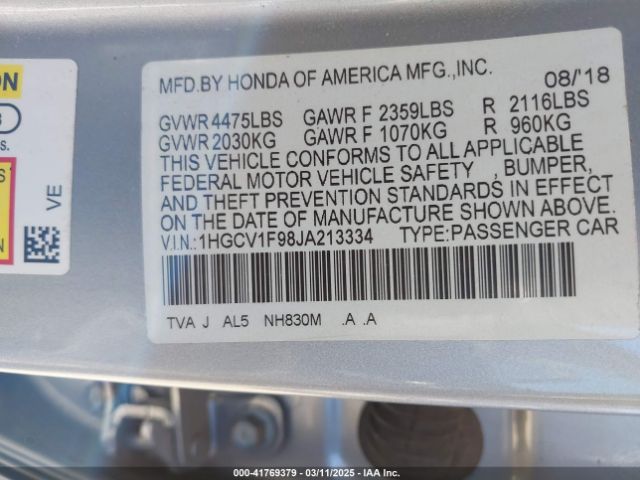 MFD.BY HONDA OF AMERICA MFG.,INC. 08/'18
GVWR 4475LBS GAWR F 2359LBS R 2116LBS
GVWR 2030KG GAWR F 1070KG R 960KG
THIS VEHICLE CONFORMS TO ALL APPLICABLE
FEDERAL MOTOR VEHICLE SAFETY , BUMPER,
AND THEFT PREVENTION STANDARDS IN EFFECT
ON THE DATE OF MANUFACTURE SHOWN ABOVE.
V.I.N.:1HGCV1F98JA213334 TYPE:PASSENGER CAR
TVA J AL5 NH830M .A .A
VE
000-41769379 - 03/11/2025 - IAA Inc.